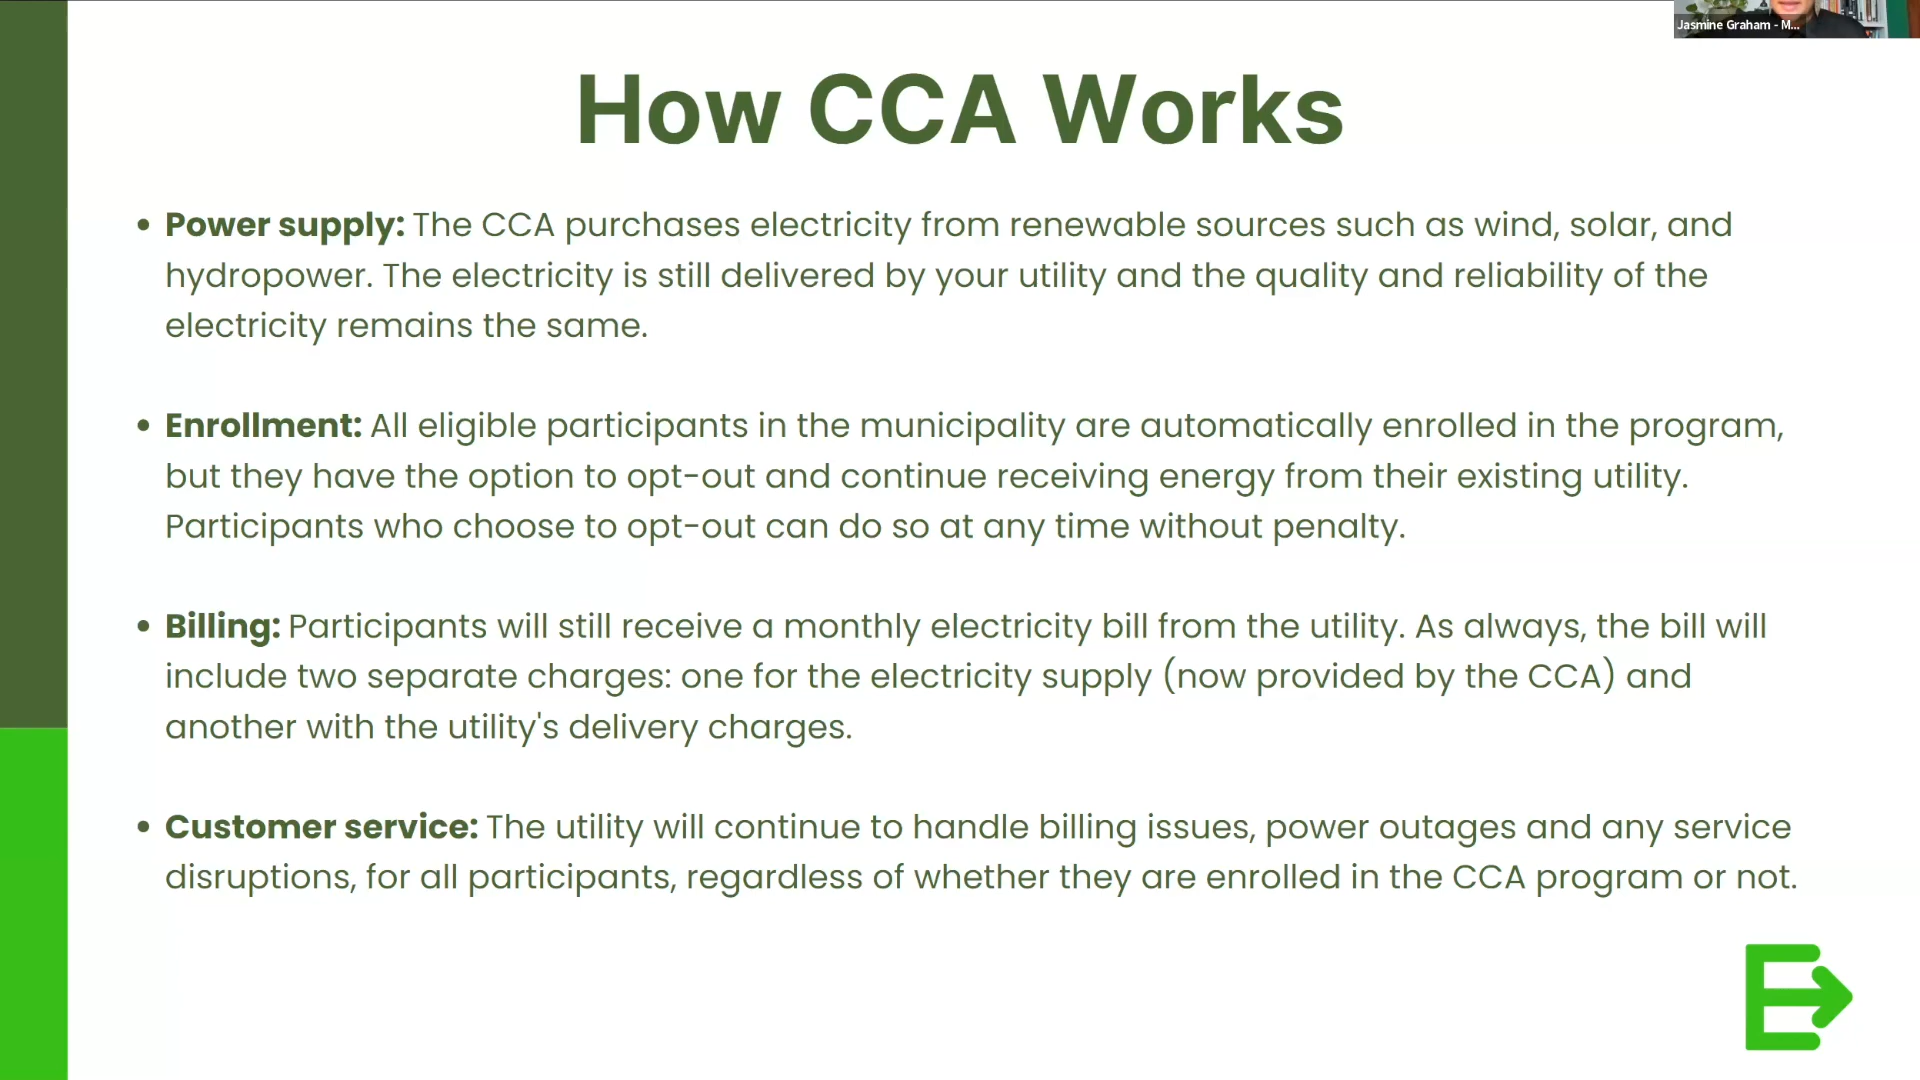 Jasmine Graham - M...
How CCA Works
• Power supply: The CCA purchases electricity from renewable sources such as wind, solar, and
hydropower. The electricity is still delivered by your utility and the quality and reliability of the
electricity remains the same.
• Enrollment: All eligible participants in the municipality are automatically enrolled in the program,
but they have the option to opt-out and continue receiving energy from their existing utility.
Participants who choose to opt-out can do so at any time without penalty.
• Billing: Participants will still receive a monthly electricity bill from the utility. As always, the bill will
include two separate charges: one for the electricity supply (now provided by the CCA) and
another with the utility's delivery charges.
• Customer service: The utility will continue to handle billing issues, power outages and any service
disruptions, for all participants, regardless of whether they are enrolled in the CCA program or not.